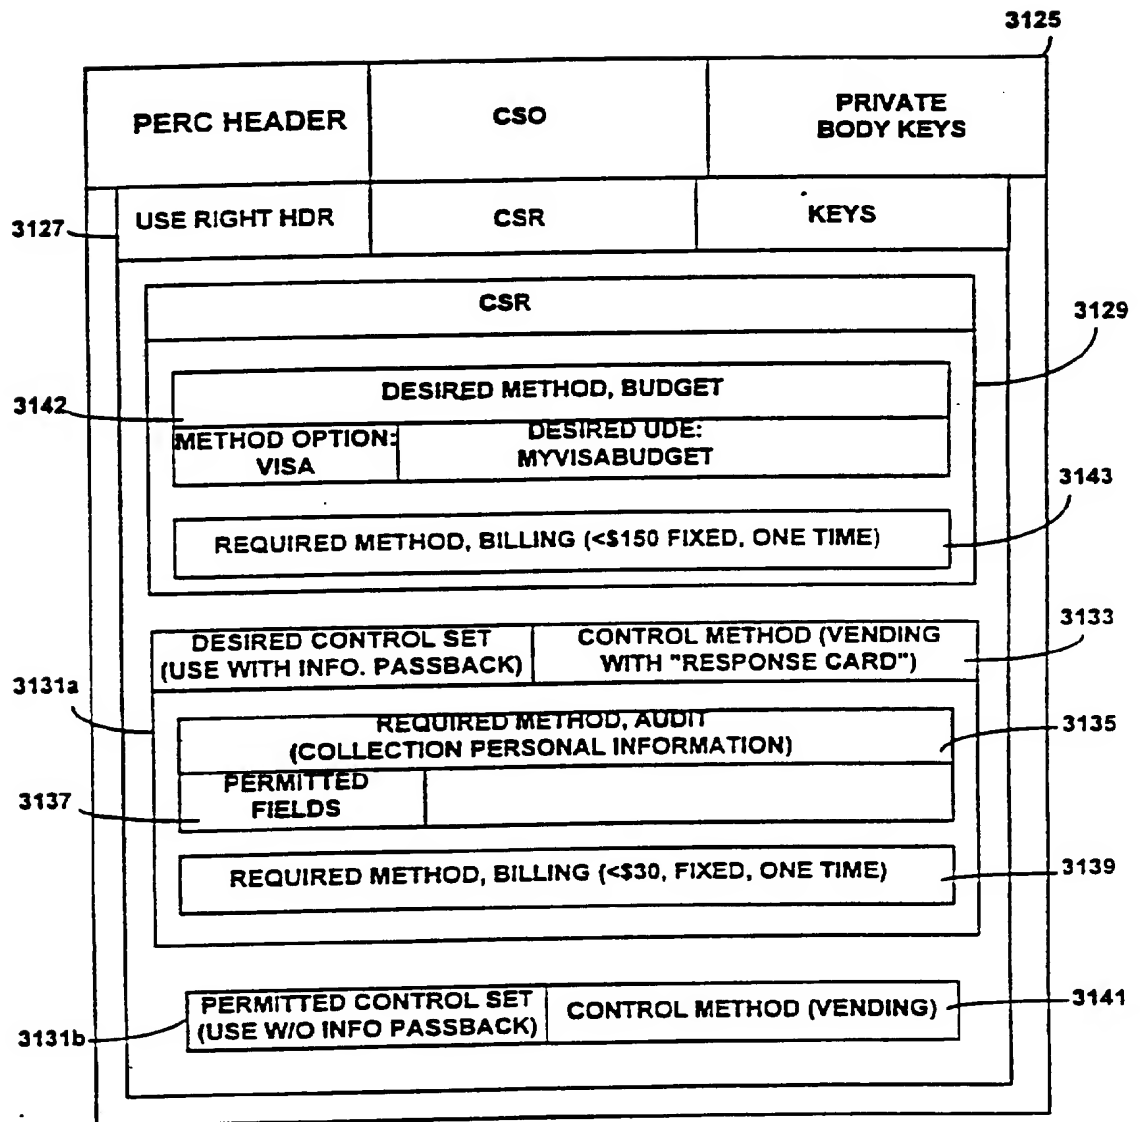 3125
PERC HEADER
CSO
PRIVATE
BODY KEYS
3127
USE RIGHT HDR
CSR
KEYS
CSR
3129
DESIRED METHOD, BUDGET
3142
METHOD OPTION:
VISA
DESIRED UDE:
MYVISABUDGET
3143
REQUIRED METHOD, BILLING (<$150 FIXED, ONE TIME)
DESIRED CONTROL SET
(USE WITH INFO. PASSBACK)
CONTROL METHOD (VENDING
WITH "RESPONSE CARD")
3133
3131a
REQUIRED METHOD, AUDIT
(COLLECTION PERSONAL INFORMATION)
3135
3137
PERMITTED
FIELDS
REQUIRED METHOD, BILLING (<$30, FIXED, ONE TIME)
3139
PERMITTED CONTROL SET
(USE W/O INFO PASSBACK)
CONTROL METHOD (VENDING)
3141
3131b